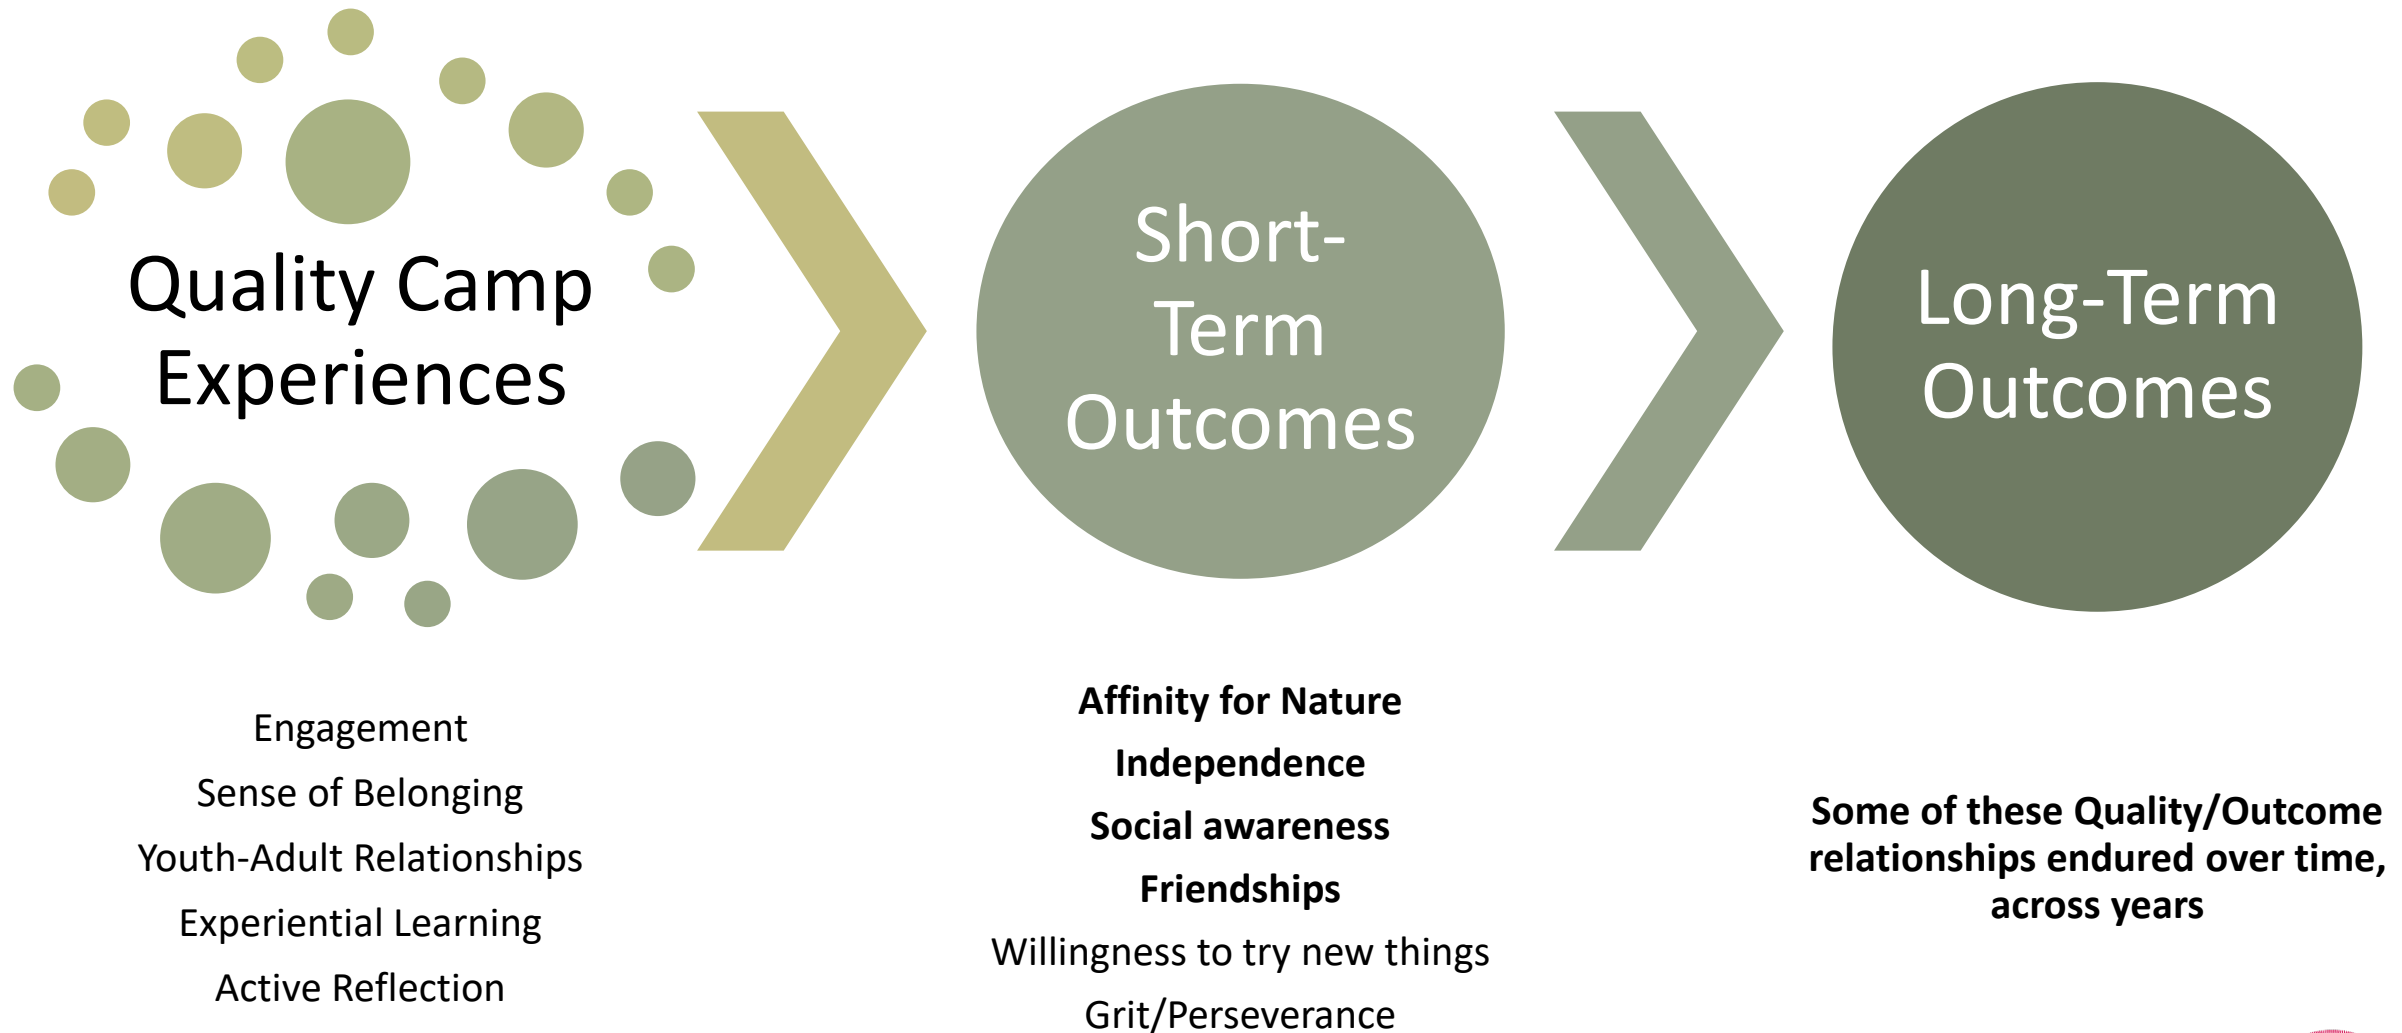 Quality Camp
Experiences
Engagement
Sense of Belonging
Youth-Adult Relationships
Experiential Learning
Active Reflection
Short-
Term
Outcomes
Affinity for Nature
Independence
Social awareness
Friendships
Willingness to try new things
Grit/Perseverance
Long-Term
Outcomes
Some of these Quality/Outcome
relationships endured over time,
across years